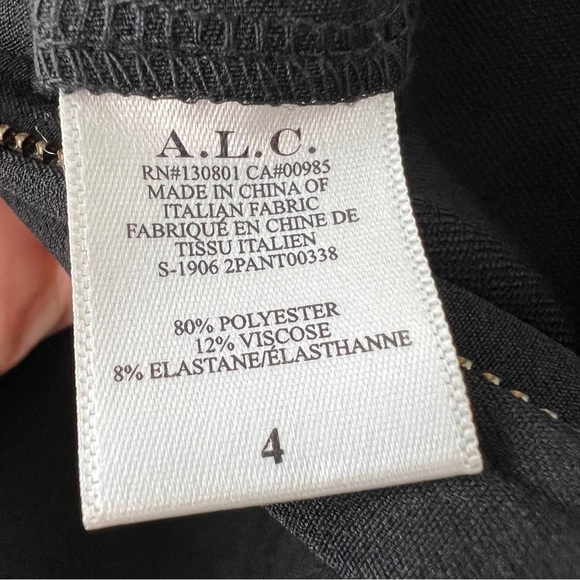 A.L.C.
RN#130801 CA#00985
MADE IN CHINA OF
ITALIAN FABRIC
FABRIQUÉ EN CHINE DE
TISSU ITALIEN
S-1906 2PANT00338
80% POLYESTER
12% VISCOSE
8% ELASTANE/ÉLASTHANNE
4